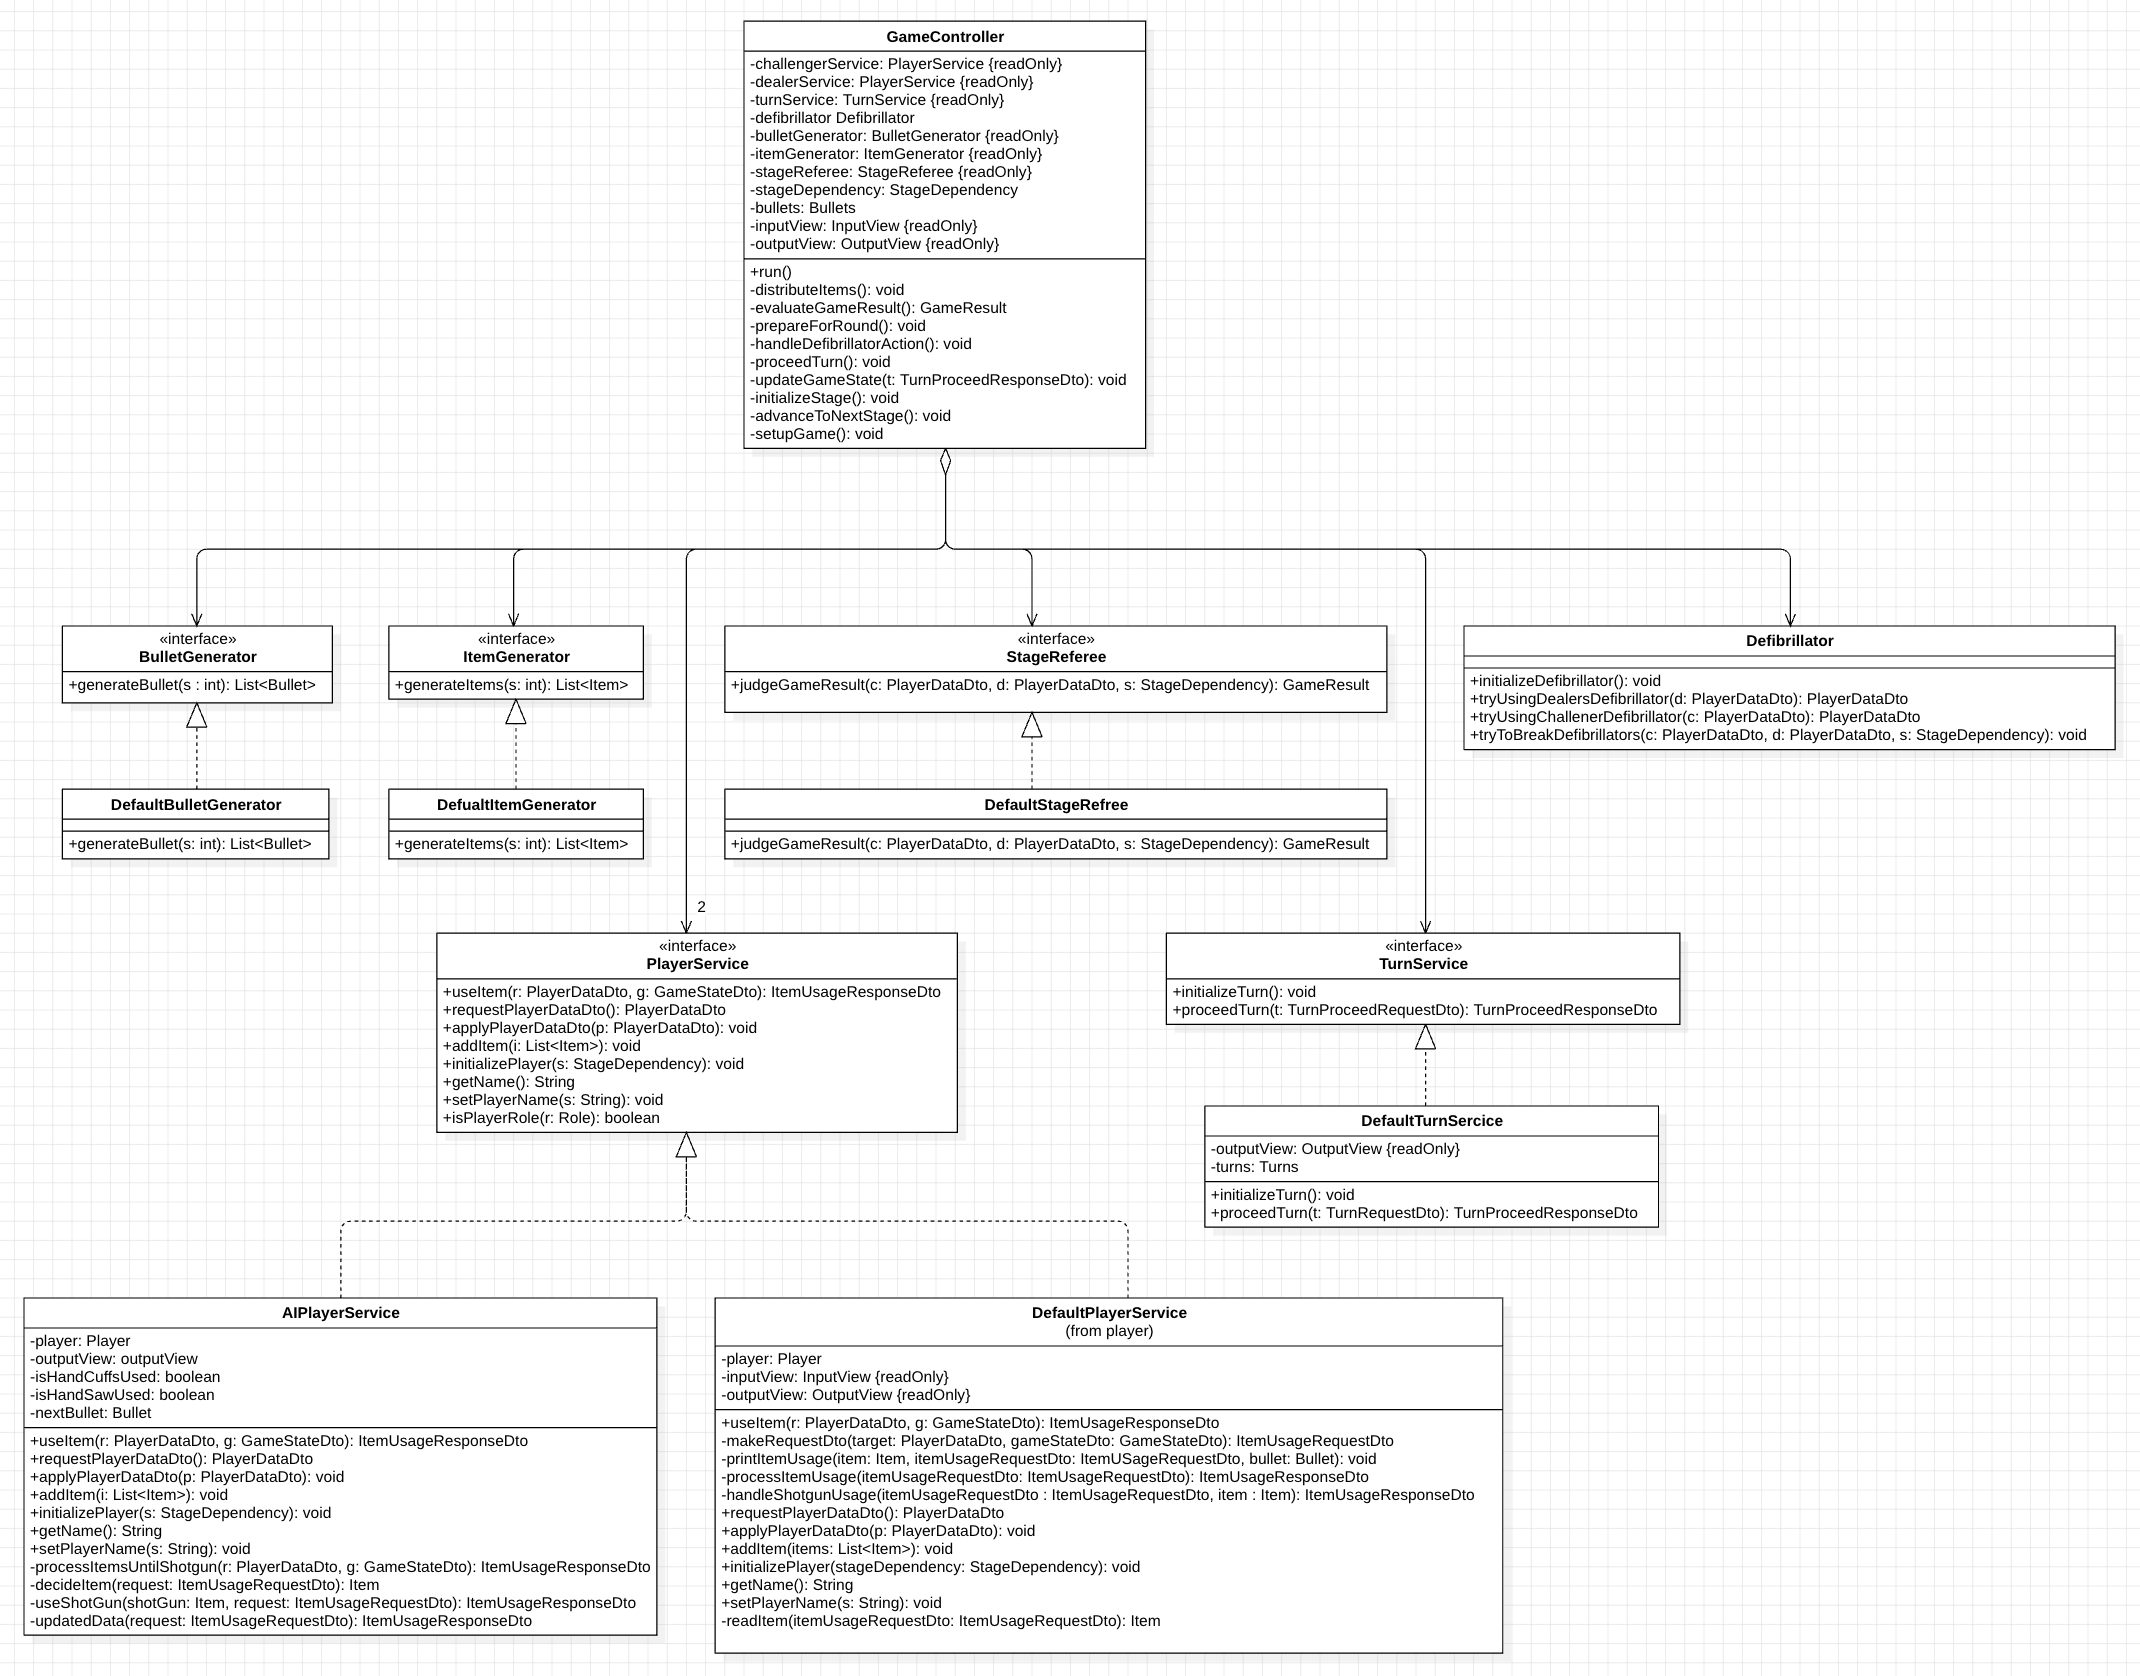 GameController
-challengerService: PlayerService {readOnly}
-dealerService: PlayerService {readOnly}
-turnService: TurnService {readOnly}
-defibrillator Defibrillator
-bulletGenerator: BulletGenerator {readOnly}
-itemGenerator: ItemGenerator {readOnly}
-stageReferee: StageReferee {readOnly}
-stageDependency: StageDependency
-bullets: Bullets
-inputView: InputView {readOnly}
-outputView: OutputView {readOnly}
+run()
-distributeItems(): void
-evaluateGameResult(): GameResult
-prepareForRound(): void
-handleDefibrillatorAction(): void
-proceedTurn(): void
-updateGameState(t: TurnProceedResponseDto): void
-initializeStage(): void
-advanceToNextStage(): void
-setupGame(): void
«interface»
BulletGenerator
+generateBullet(s : int): List<Bullet>
«interface»
ItemGenerator
+generateItems(s: int): List<Item>
«interface»
StageReferee
+judgeGameResult(c: PlayerDataDto, d: PlayerDataDto, s: StageDependency): GameResult
Defibrillator
+initializeDefibrillator(): void
+tryUsingDealersDefibrillator(d: PlayerDataDto): PlayerDataDto
+tryUsingChallenerDefibrillator(c: PlayerDataDto): PlayerDataDto
+tryToBreakDefibrillators(c: PlayerDataDto, d: PlayerDataDto, s: StageDependency): void
DefaultBulletGenerator
+generateBullet(s: int): List<Bullet>
DefualtItemGenerator
+generateItems(s: int): List<Item>
DefaultStageRefree
+judgeGameResult(c: PlayerDataDto, d: PlayerDataDto, s: StageDependency): GameResult
2
«interface»
PlayerService
+useItem(r: PlayerDataDto, g: GameStateDto): ItemUsageResponseDto
+requestPlayerDataDto(): PlayerDataDto
+applyPlayerDataDto(p: PlayerDataDto): void
+addItem(i: List<Item>): void
+initializePlayer(s: StageDependency): void
+getName(): String
+setPlayerName(s: String): void
+isPlayerRole(r: Role): boolean
«interface»
TurnService
+initializeTurn(): void
+proceedTurn(t: TurnProceedRequestDto): TurnProceedResponseDto
DefaultTurnSercice
-outputView: OutputView {readOnly}
-turns: Turns
+initializeTurn(): void
+proceedTurn(t: TurnRequestDto): TurnProceedResponseDto
AIPlayerService
-player: Player
-outputView: outputView
-isHandCuffsUsed: boolean
-isHandSawUsed: boolean
-nextBullet: Bullet
+useItem(r: PlayerDataDto, g: GameStateDto): ItemUsageResponseDto
+requestPlayerDataDto(): PlayerDataDto
+applyPlayerDataDto(p: PlayerDataDto): void
+addItem(i: List<Item>): void
+initializePlayer(s: StageDependency): void
+getName(): String
+setPlayerName(s: String): void
-processItemsUntilShotgun(r: PlayerDataDto, g: GameStateDto): ItemUsageResponseDto
-decideItem(request: ItemUsageRequestDto): Item
-useShotGun(shotGun: Item, request: ItemUsageRequestDto): ItemUsageResponseDto
-updatedData(request: ItemUsageRequestDto): ItemUsageResponseDto
DefaultPlayerService
(from player)
-player: Player
-inputView: InputView {readOnly}
-outputView: OutputView {readOnly}
+useItem(r: PlayerDataDto, g: GameStateDto): ItemUsageResponseDto
-makeRequestDto(target: PlayerDataDto, gameStateDto: GameStateDto): ItemUsageRequestDto
-printItemUsage(item: Item, itemUsageRequestDto: ItemUSageRequestDto, bullet: Bullet): void
-processItemUsage(itemUsageRequestDto: ItemUsageRequestDto): ItemUsageResponseDto
-handleShotgunUsage(itemUsageRequestDto : ItemUsageRequestDto, item : Item): ItemUsageResponseDto
+requestPlayerDataDto(): PlayerDataDto
+applyPlayerDataDto(p: PlayerDataDto): void
+addItem(items: List<Item>): void
+initializePlayer(stageDependency: StageDependency): void
+getName(): String
+setPlayerName(s: String): void
-readItem(itemUsageRequestDto: ItemUsageRequestDto): Item